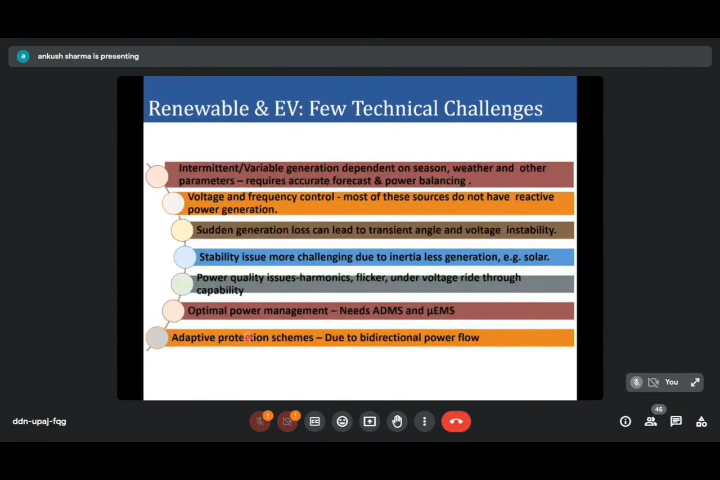 a ankush sharma is presenting
Renewable & EV: Few Technical Challenges
Intermittent/Variable generation dependent on season, weather and other
parameters – requires accurate forecast & power balancing .
Voltage and frequency control - most of these sources do not have reactive
power generation.
Sudden generation loss can lead to transient angle and voltage instability.
Stability issue more challenging due to inertia less generation, e.g. solar.
Power quality issues-harmonics, flicker, under voltage ride through
capability
Optimal power management – Needs ADMS and µEMS
Adaptive protection schemes – Due to bidirectional power flow
You
45
ddn-upaj-fqg